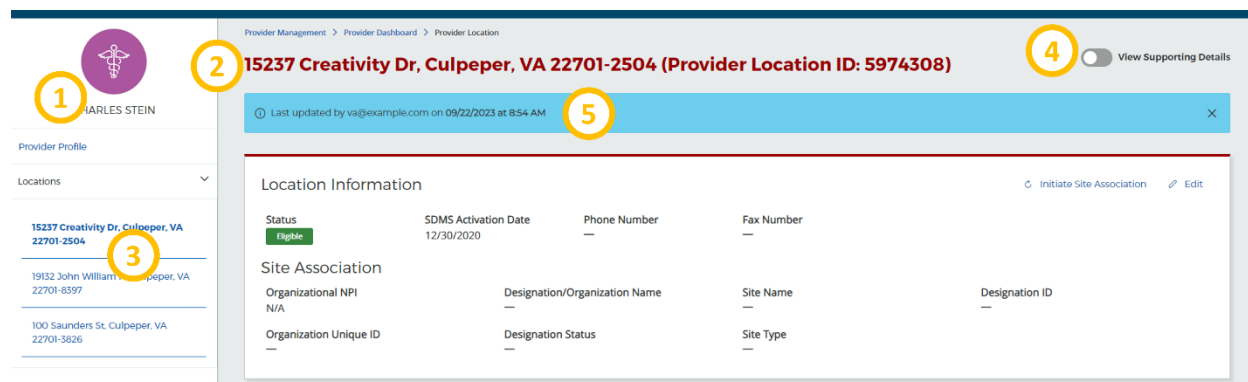 Provider Management > Provider Dashboard > Provider Location
1
HARLES STEIN
2
15237 Creativity Dr, Culpeper, VA 22701-2504 (Provider Location ID: 5974308)
4
View Supporting Details
Last updated by va@example.com on 09/22/2023 at 8:54 AM
5
Provider Profile
Locations
15237 Creativity Dr, Culpeper, VA
22701-2504
3
19132 John William peper, VA
22701-8397
100 Saunders St, Culpeper, VA
22701-3826
Location Information
Initiate Site Association
Edit
Status
SDMS Activation Date
Phone Number
Fax Number
Eligible
12/30/2020
—
—
Site Association
Organizational NPI
Designation/Organization Name
Site Name
Designation ID
N/A
—
—
—
Organization Unique ID
Designation Status
Site Type
—
—
—